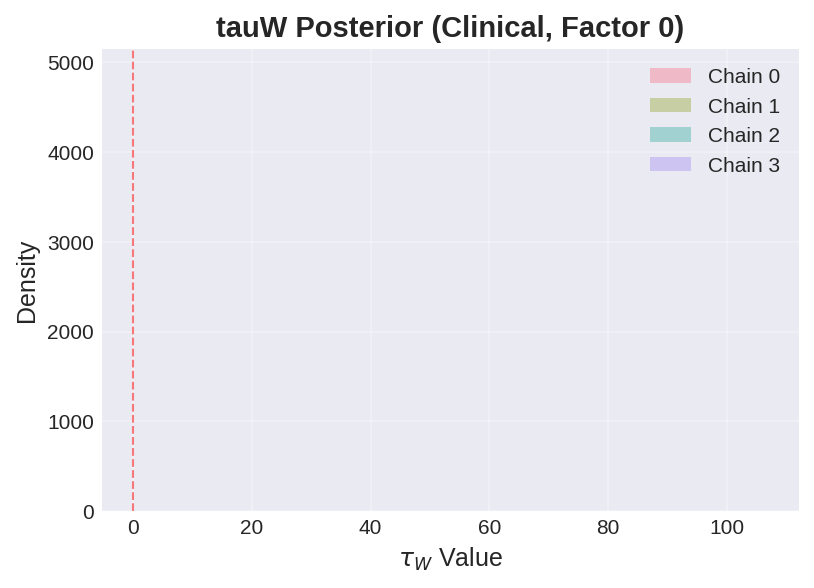 tauW Posterior (Clinical, Factor 0)
5000
4000
3000
2000
1000
0
Density
Chain 0
Chain 1
Chain 2
Chain 3
0 20 40 60 80 100
τW Value